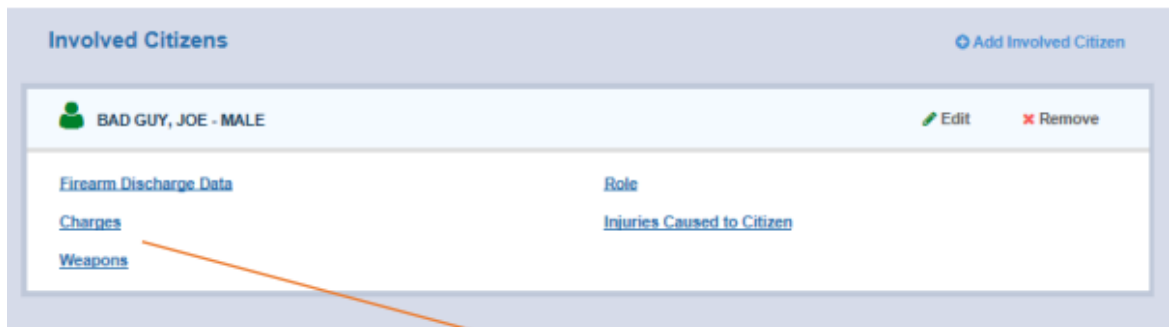 Involved Citizens
Add Involved Citizen
BAD GUY, JOE - MALE
Edit
Remove
Firearm Discharge Data
Role
Charges
Injuries Caused to Citizen
Weapons